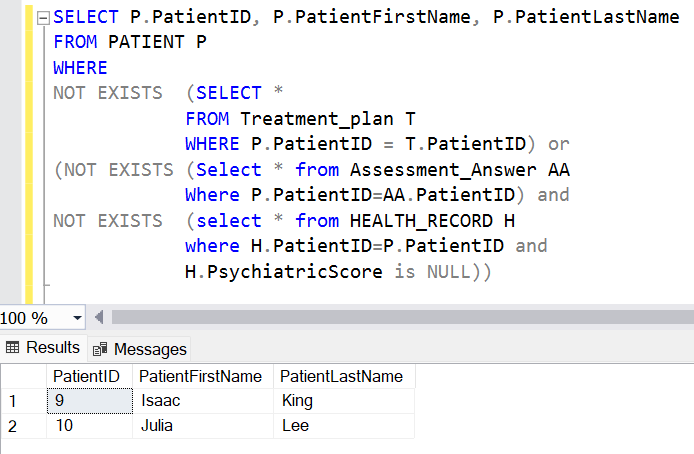 SELECT P.PatientID, P.PatientFirstName, P.PatientLastName
FROM PATIENT P
WHERE
NOT EXISTS (SELECT *
FROM Treatment_plan T
WHERE P.PatientID = T.PatientID) or
(NOT EXISTS (Select * from Assessment_Answer AA
Where P.PatientID=AA.PatientID) and
NOT EXISTS (select * from HEALTH_RECORD H
where H.PatientID=P.PatientID and
H.PsychiatricScore is NULL))
100 %
Results Messages
PatientID PatientFirstName PatientLastName
1 9 Isaac King
2 10 Julia Lee